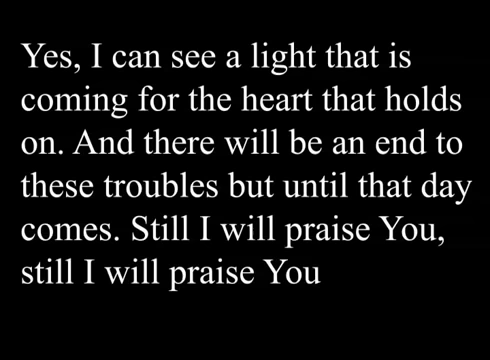 Yes, I can see a light that is
coming for the heart that holds
on. And there will be an end to
these troubles but until that day
comes. Still I will praise You,
still I will praise You